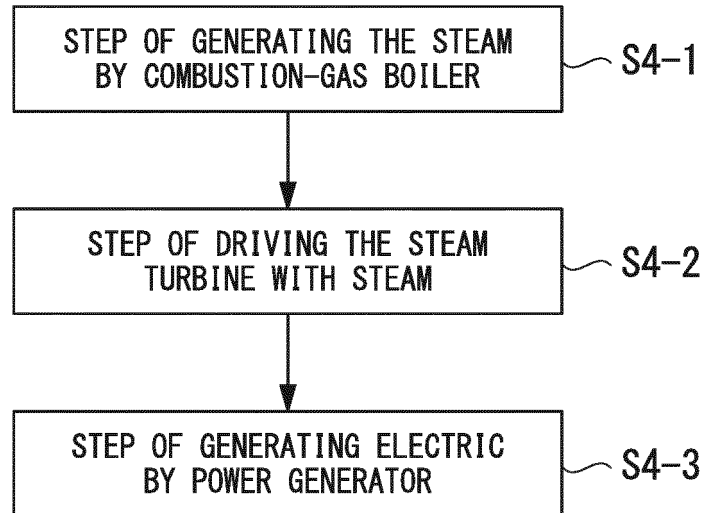 STEP OF GENERATING THE STEAM
BY COMBUSTION-GAS BOILER
S4-1
STEP OF DRIVING THE STEAM
TURBINE WITH STEAM
S4-2
STEP OF GENERATING ELECTRIC
BY POWER GENERATOR
S4-3